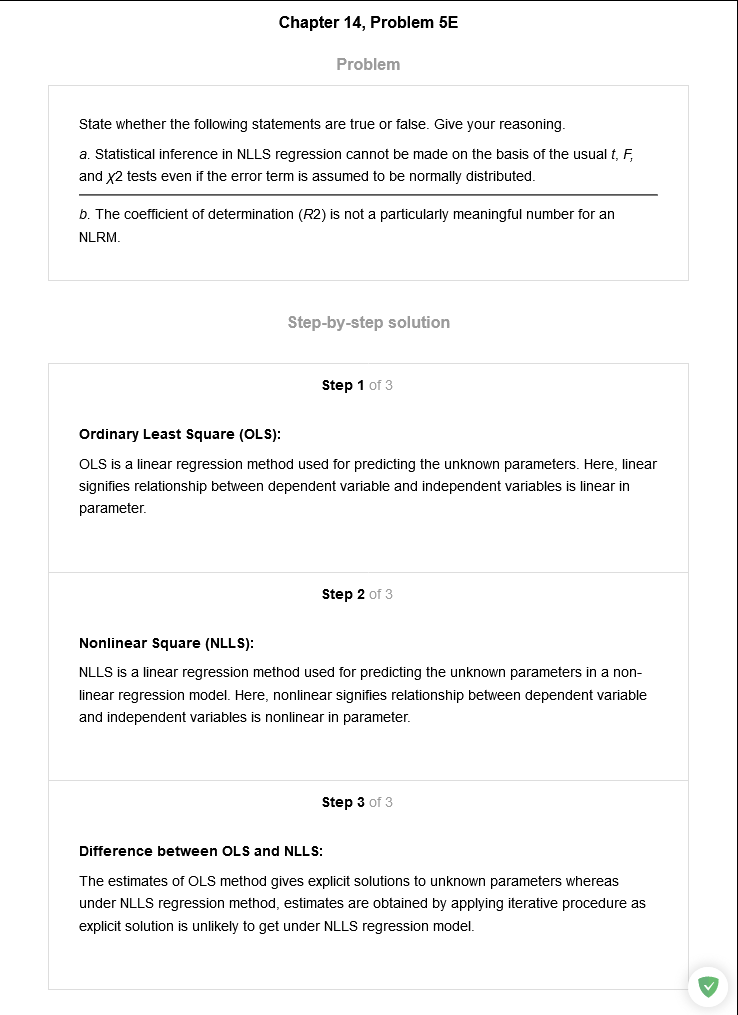 Chapter 14, Problem 5E
Problem
State whether the following statements are true or false. Give your reasoning.
a. Statistical inference in NLLS regression cannot be made on the basis of the usual t, F,
and χ2 tests even if the error term is assumed to be normally distributed.
b. The coefficient of determination (R2) is not a particularly meaningful number for an
NLRM.
Step-by-step solution
Step 1 of 3
Ordinary Least Square (OLS):
OLS is a linear regression method used for predicting the unknown parameters. Here, linear
signifies relationship between dependent variable and independent variables is linear in
parameter.
Step 2 of 3
Nonlinear Square (NLLS):
NLLS is a linear regression method used for predicting the unknown parameters in a non-
linear regression model. Here, nonlinear signifies relationship between dependent variable
and independent variables is nonlinear in parameter.
Step 3 of 3
Difference between OLS and NLLS:
The estimates of OLS method gives explicit solutions to unknown parameters whereas
under NLLS regression method, estimates are obtained by applying iterative procedure as
explicit solution is unlikely to get under NLLS regression model.